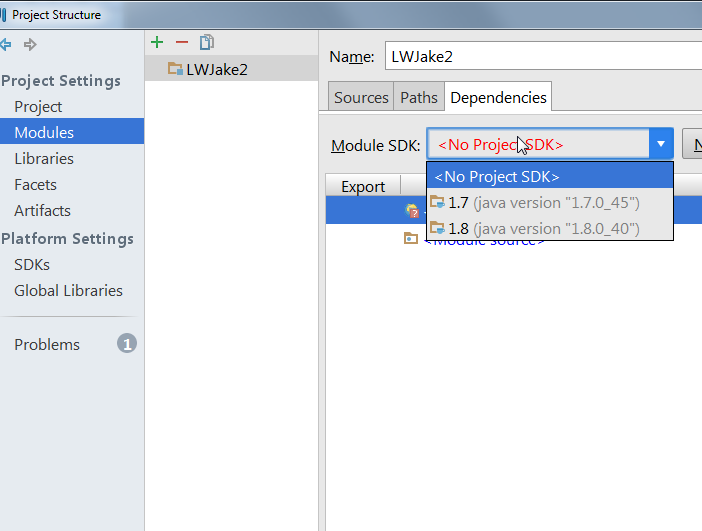 Project Structure
Project Settings
Project
Modules
Libraries
Facets
Artifacts
Platform Settings
SDKs
Global Libraries
Problems 1
LWJake2
Name: LWJake2
Sources Paths Dependencies
Module SDK: <No Project SDK>
<No Project SDK>
1.7 (java version "1.7.0_45")
1.8 (java version "1.8.0_40")
Export
<Module source>